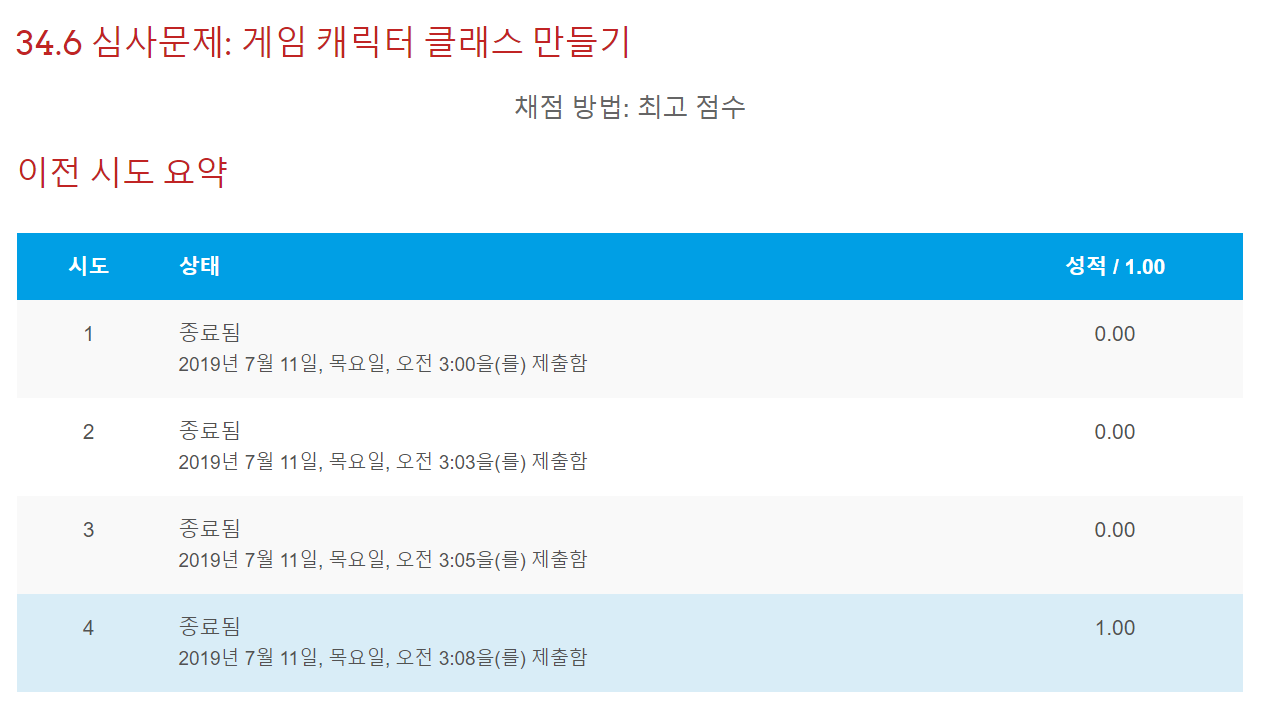 34.6 심사문제: 게임 캐릭터 클래스 만들기
채점 방법: 최고 점수
이전 시도 요약
시도 상태 성적 / 1.00
1 종료됨 0.00
2019년 7월 11일, 목요일, 오전 3:00을(를) 제출함
2 종료됨 0.00
2019년 7월 11일, 목요일, 오전 3:03을(를) 제출함
3 종료됨 0.00
2019년 7월 11일, 목요일, 오전 3:05을(를) 제출함
4 종료됨 1.00
2019년 7월 11일, 목요일, 오전 3:08을(를) 제출함